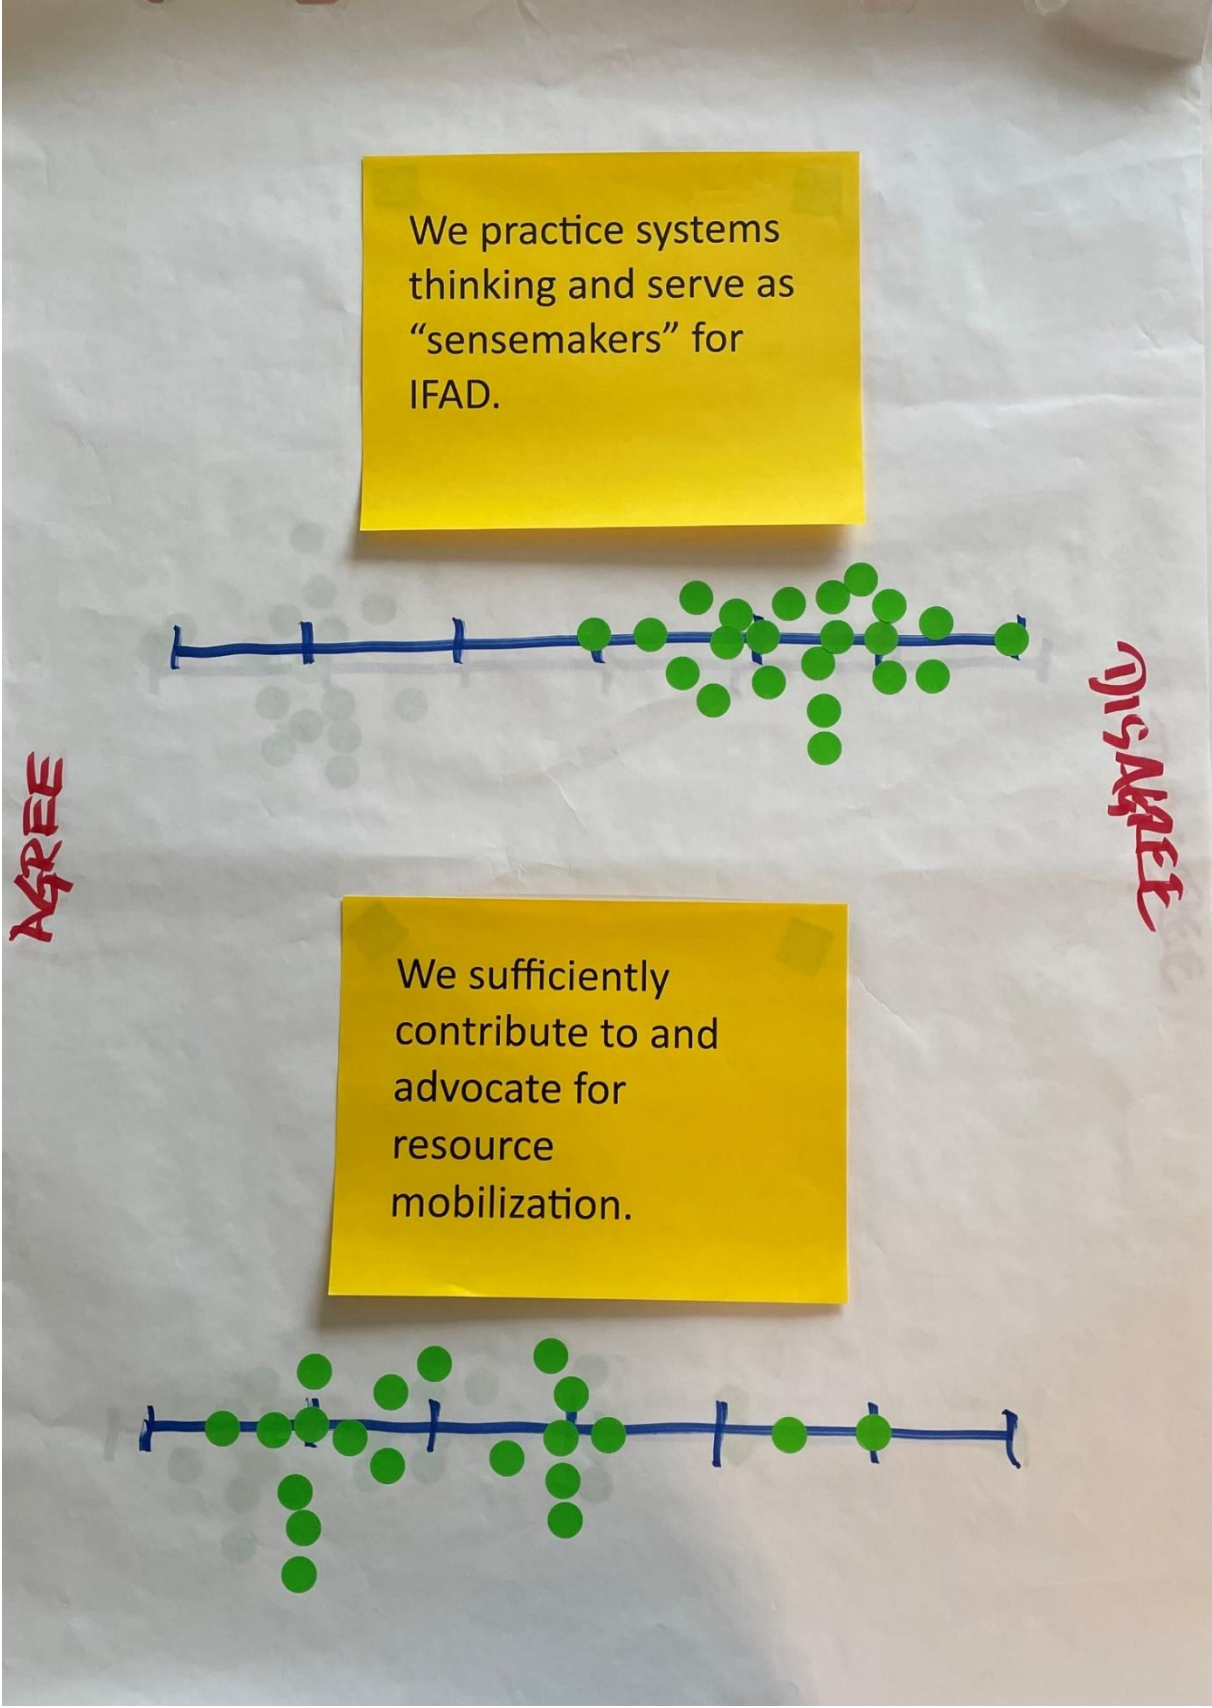 We practice systems
thinking and serve as
“sensemakers” for
IFAD.
AGREE
DISAGREE
We sufficiently
contribute to and
advocate for
resource
mobilization.